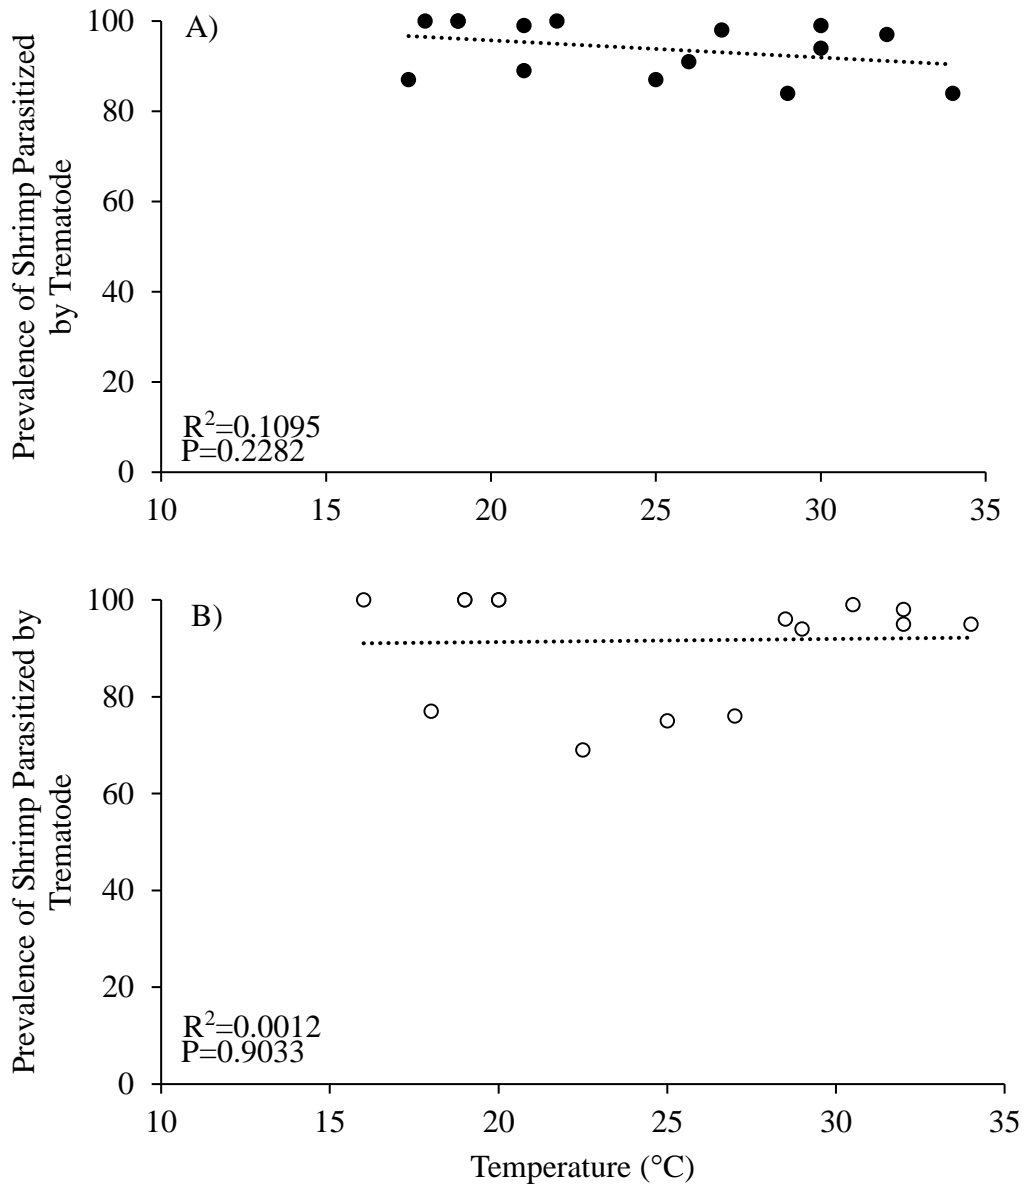 A)
Prevalence of Shrimp Parasitized
by Trematode
100
80
60
40
20
0
R²=0.1095
P=0.2282
10 15 20 25 30 35
B)
Prevalence of Shrimp Parasitized by
Trematode
100
80
60
40
20
0
R²=0.0012
P=0.9033
10 15 20 25 30 35
Temperature (°C)